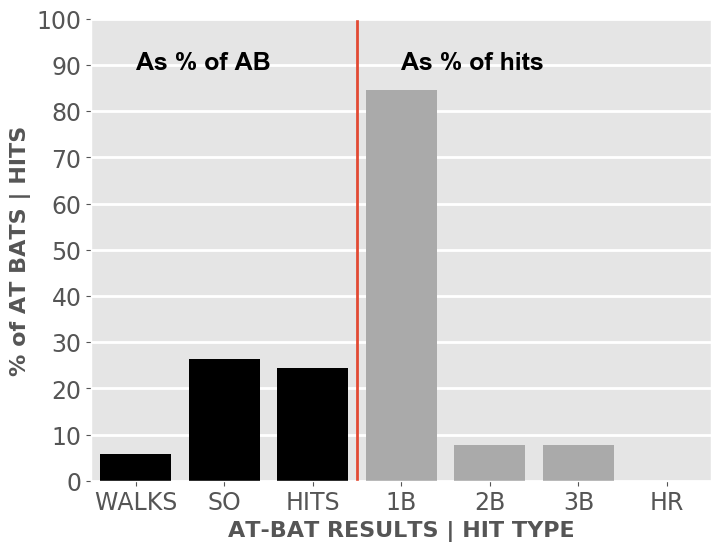 As % of AB
As % of hits
100
90
80
70
60
50
40
30
20
10
0
% of AT BATS | HITS
WALKS SO HITS 1B 2B 3B HR
AT-BAT RESULTS | HIT TYPE